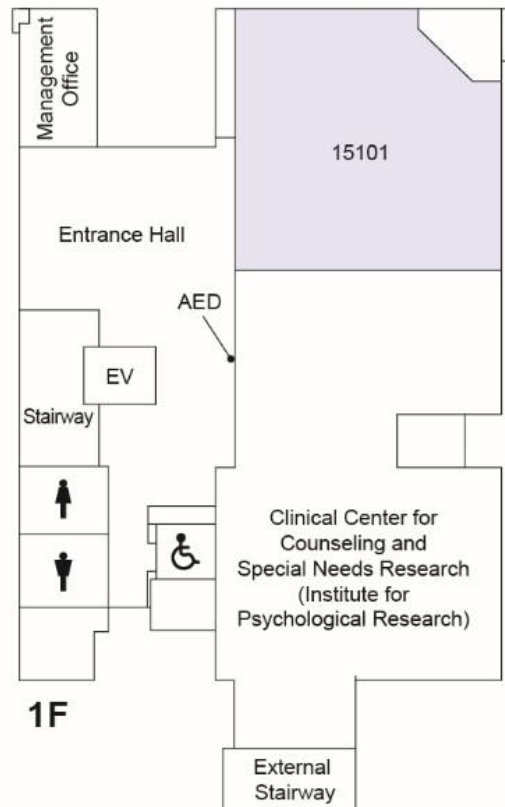 Management
Office
15101
Entrance Hall
AED
EV
Stairway
Clinical Center for
Counseling and
Special Needs Research
(Institute for
Psychological Research)
1F
External
Stairway